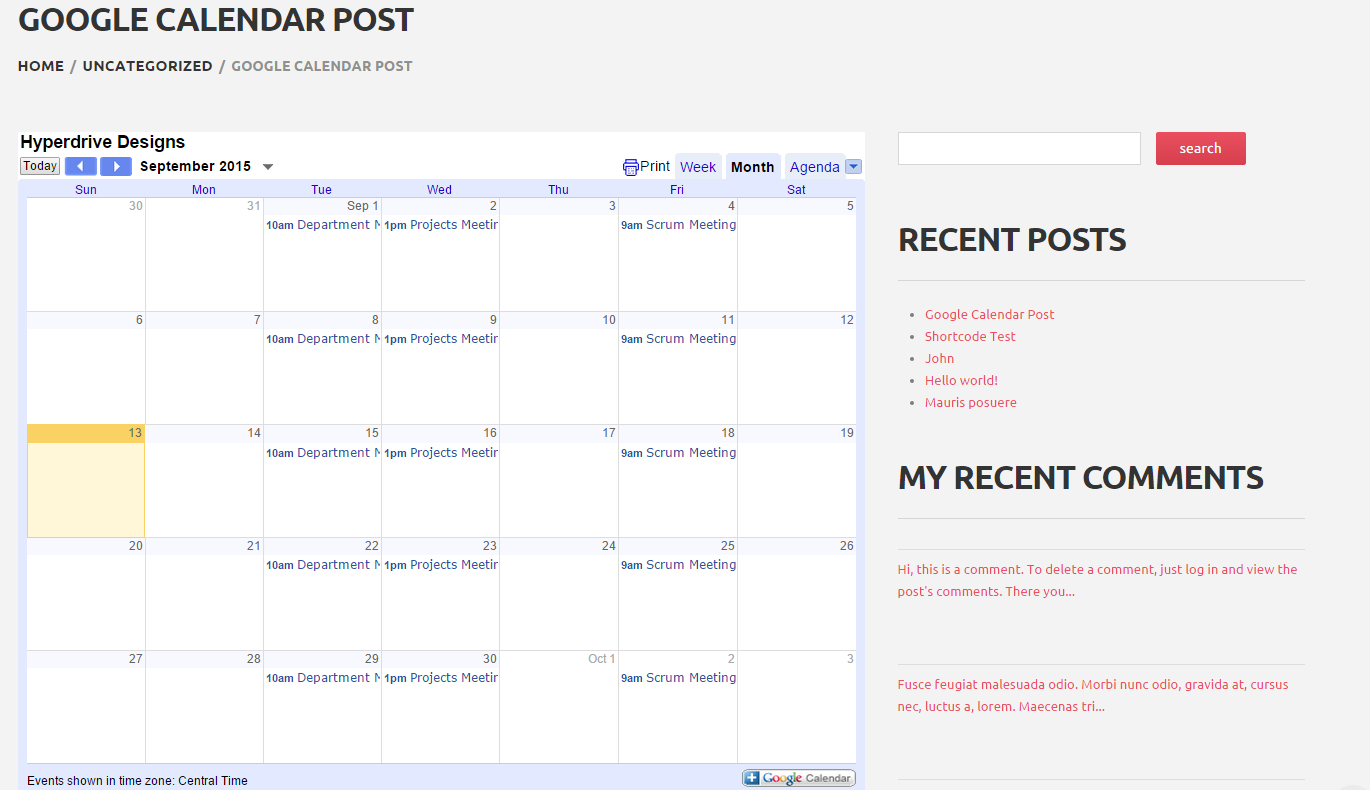 GOOGLE CALENDAR POST
HOME / UNCATEGORIZED / GOOGLE CALENDAR POST
Hyperdrive Designs
Today September 2015 Print Week Month Agenda
Sun Mon Tue Wed Thu Fri Sat
30 31 Sep 1 2 3 4 5
10am Department M 1pm Projects Meetin 9am Scrum Meeting
6 7 8 9 10 11 12
10am Department M 1pm Projects Meetin 9am Scrum Meeting
13 14 15 16 17 18 19
10am Department M 1pm Projects Meetin 9am Scrum Meeting
20 21 22 23 24 25 26
10am Department M 1pm Projects Meetin 9am Scrum Meeting
27 28 29 30 Oct 1 2 3
10am Department M 1pm Projects Meetin 9am Scrum Meeting
Events shown in time zone: Central Time
Google Calendar
search
RECENT POSTS
• Google Calendar Post
• Shortcode Test
• John
• Hello world!
• Mauris posuere
MY RECENT COMMENTS
Hi, this is a comment. To delete a comment, just log in and view the
post's comments. There you...
Fusce feugiat malesuada odio. Morbi nunc odio, gravida at, cursus
nec, luctus a, lorem. Maecenas tri...